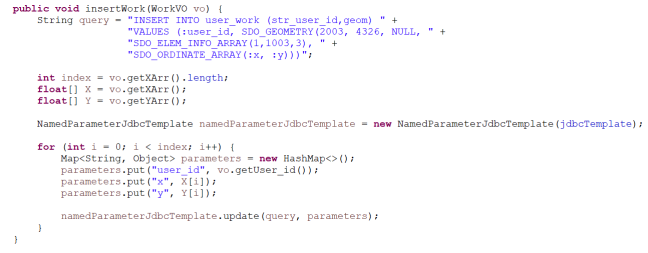 public void insertWork(WorkVO vo) {
    String query = "INSERT INTO user_work (str_user_id,geom) " +
                   "VALUES (:user_id, SDO_GEOMETRY(2003, 4326, NULL, " +
                   "SDO_ELEM_INFO_ARRAY(1,1003,3), " +
                   "SDO_ORDINATE_ARRAY(:x, :y)))";
    int index = vo.getXArr().length;
    float[] X = vo.getXArr();
    float[] Y = vo.getYArr();
    NamedParameterJdbcTemplate namedParameterJdbcTemplate = new NamedParameterJdbcTemplate(jdbcTemplate);
    for (int i = 0; i < index; i++) {
        Map<String, Object> parameters = new HashMap<>();
        parameters.put("user_id", vo.getUser_id());
        parameters.put("x", X[i]);
        parameters.put("y", Y[i]);
        namedParameterJdbcTemplate.update(query, parameters);
    }
}